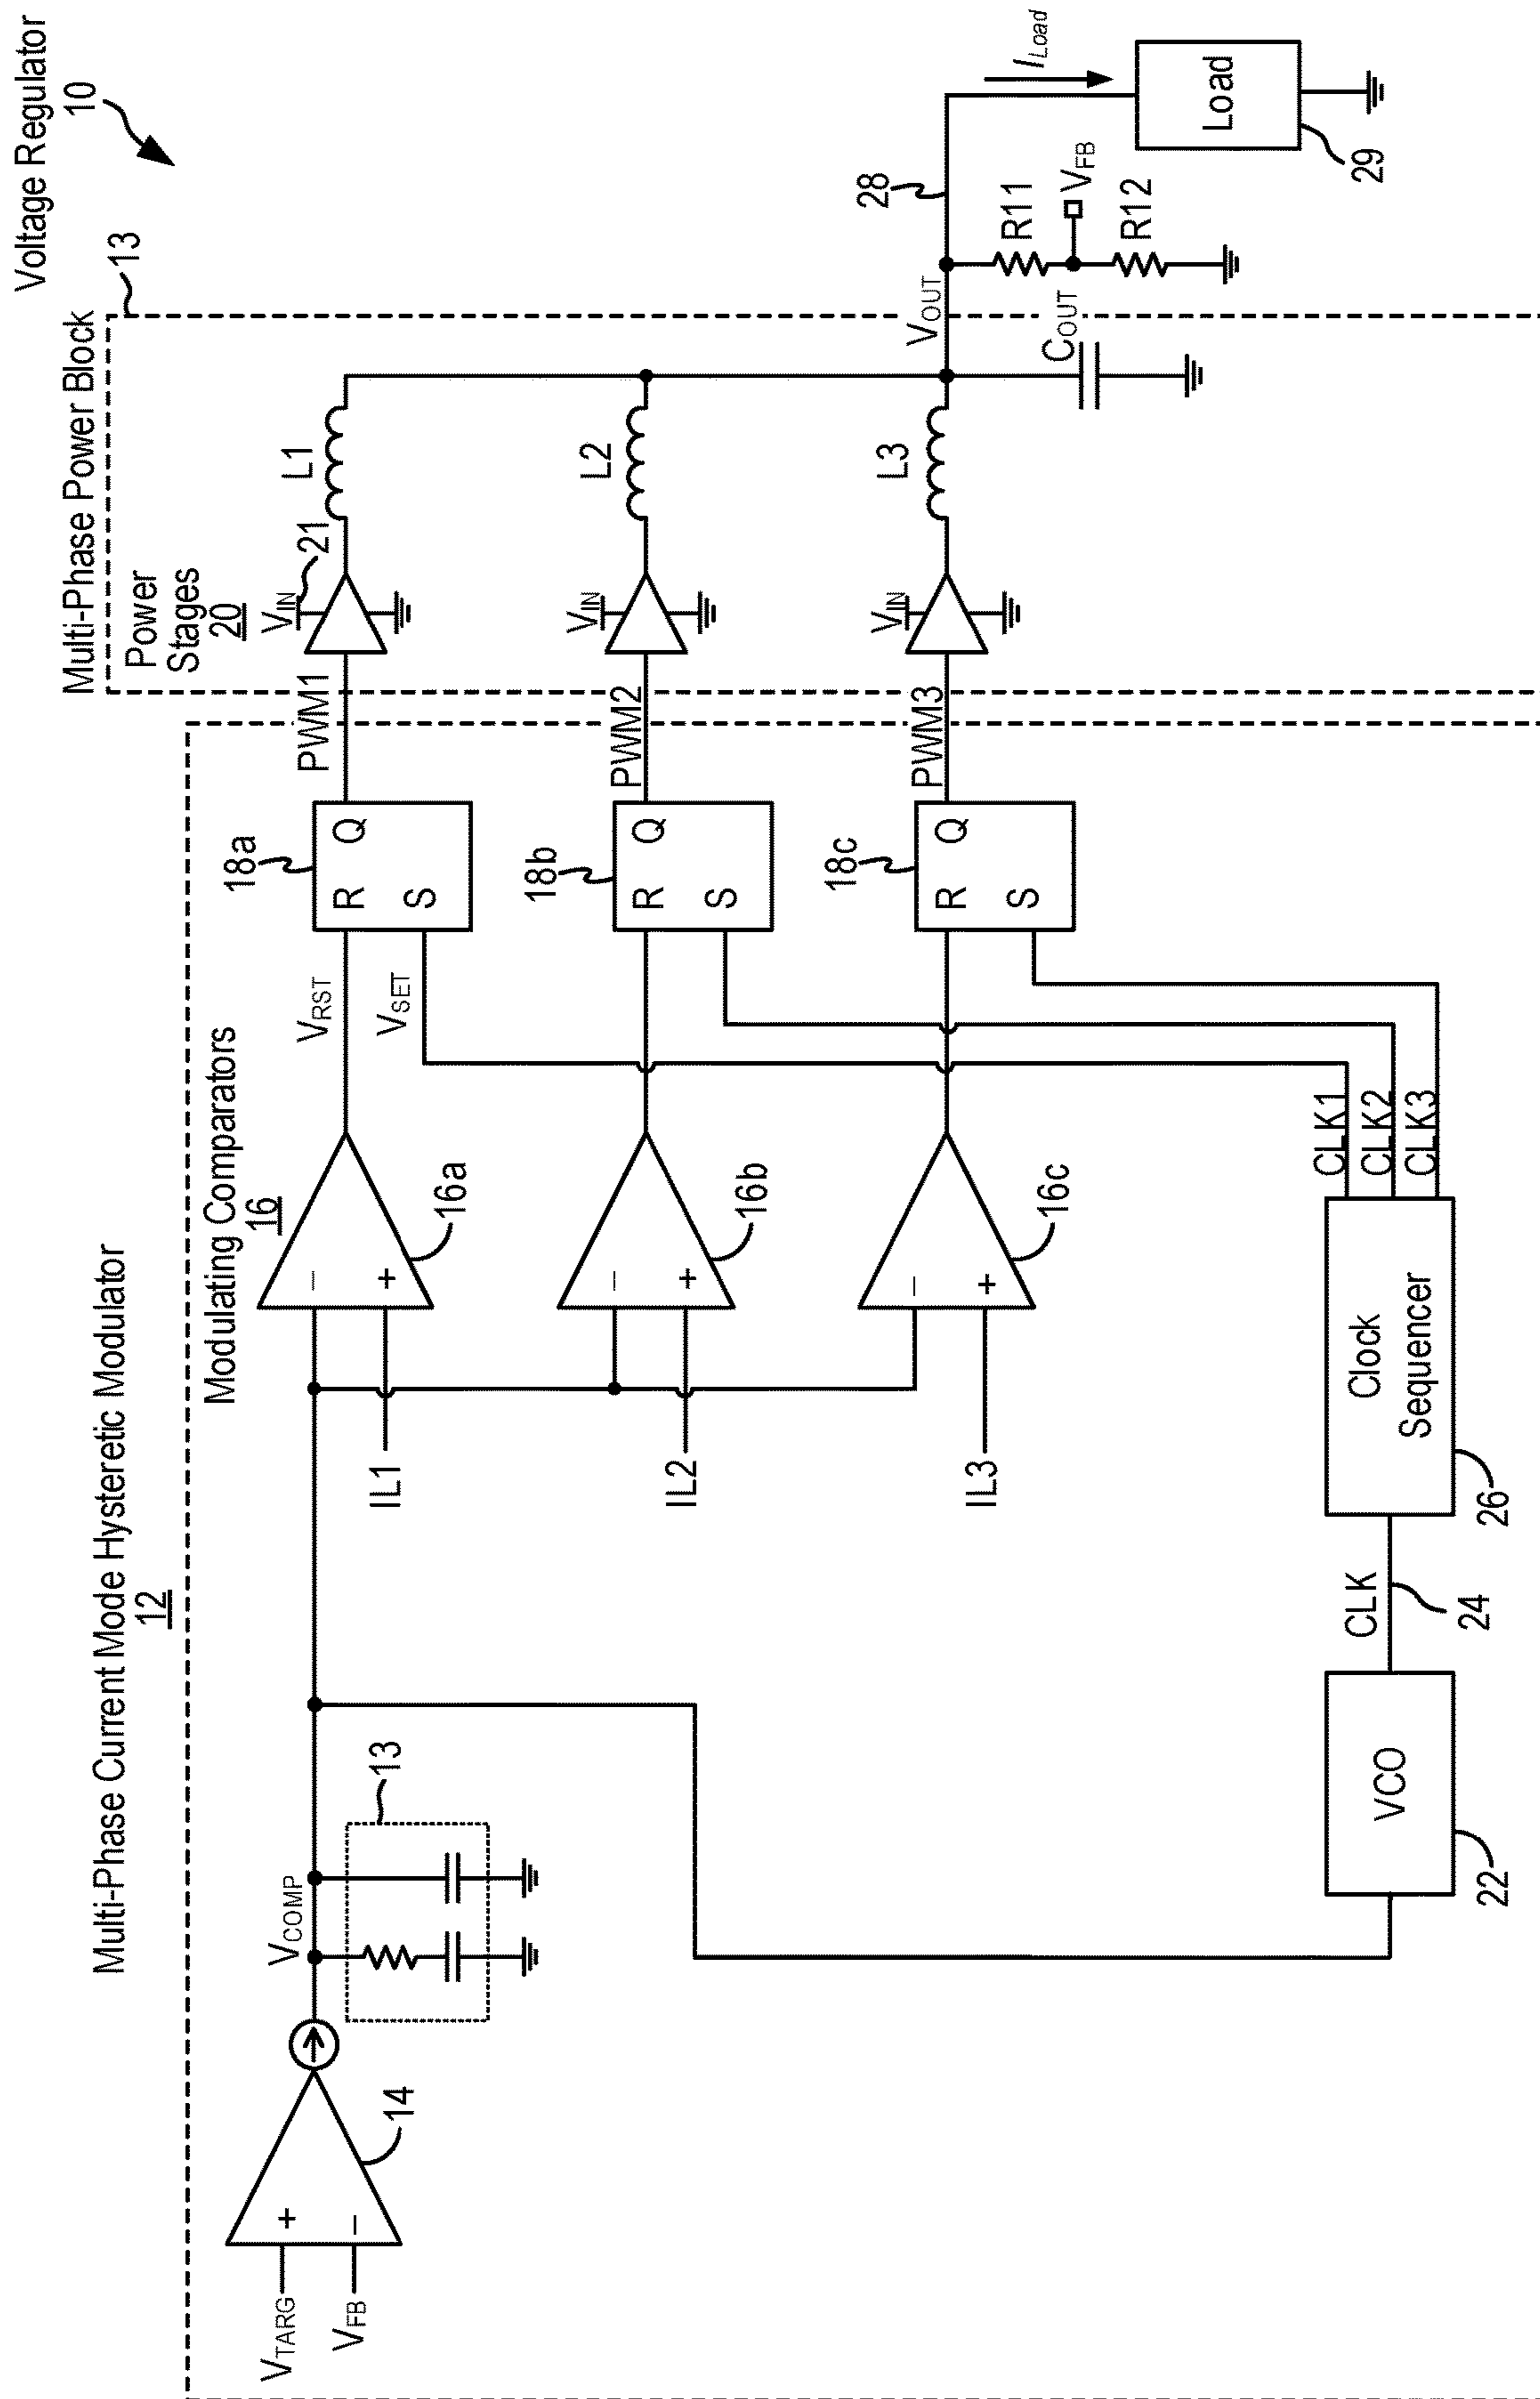 Voltage Regulator
10
Multi-Phase Current Mode Hysteretic Modulator
12
Multi-Phase Power Block
13
Modulating Comparators
16
Power
Stages
20
VTARG
VFB
+
−
14
VCOMP
13
−
+
16a
IL1
VRST
VSET
18a
R
S
Q
PWM1
VIN
21
L1
−
+
16b
IL2
18b
R
S
Q
PWM2
VIN
L2
−
+
16c
IL3
18c
R
S
Q
PWM3
VIN
L3
VOUT
COUT
28
R11
VFB
R12
ILoad
Load
29
VCO
22
CLK
24
Clock
Sequencer
26
CLK1
CLK2
CLK3